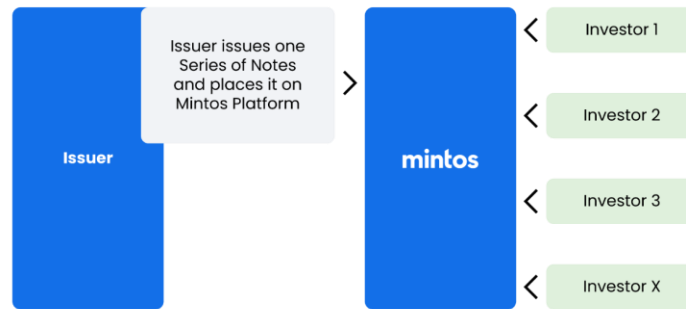 Issuer issues one
Series of Notes
and places it on
Mintos Platform
Issuer
mintos
Investor 1
Investor 2
Investor 3
Investor X